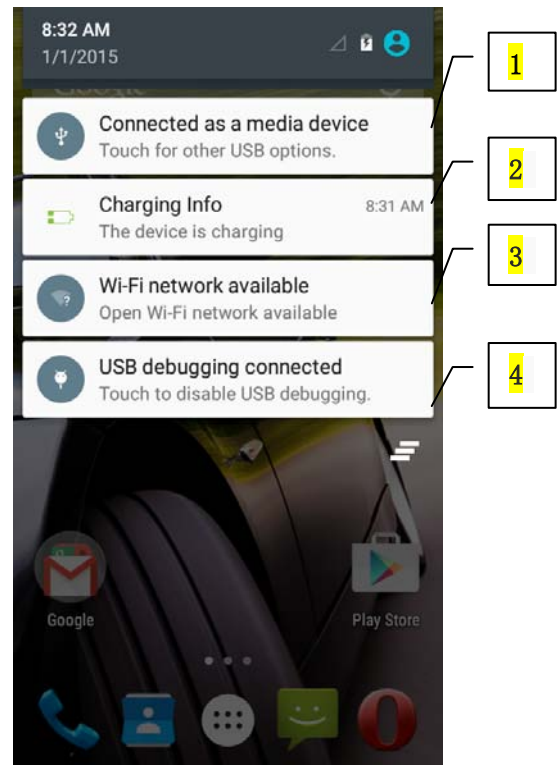 8:32 AM
1/1/2015
Google
Connected as a media device
Touch for other USB options.
1
Charging Info 8:31 AM
The device is charging
2
Wi-Fi network available
Open Wi-Fi network available
3
USB debugging connected
Touch to disable USB debugging.
4
Google
Play Store